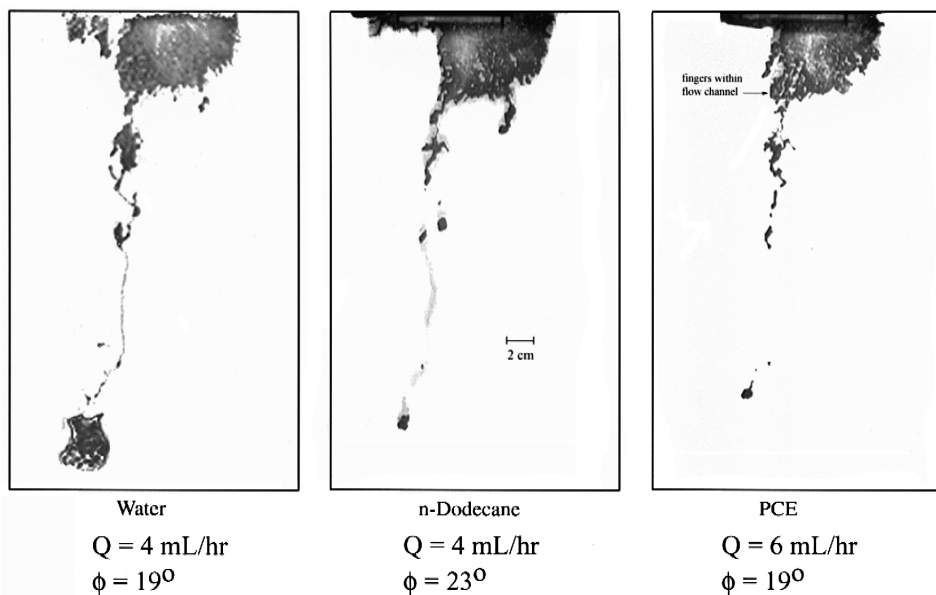 fingers within
flow channel
2 cm
Water
Q = 4 mL/hr
ϕ = 19º
n-Dodecane
Q = 4 mL/hr
ϕ = 23º
PCE
Q = 6 mL/hr
ϕ = 19º